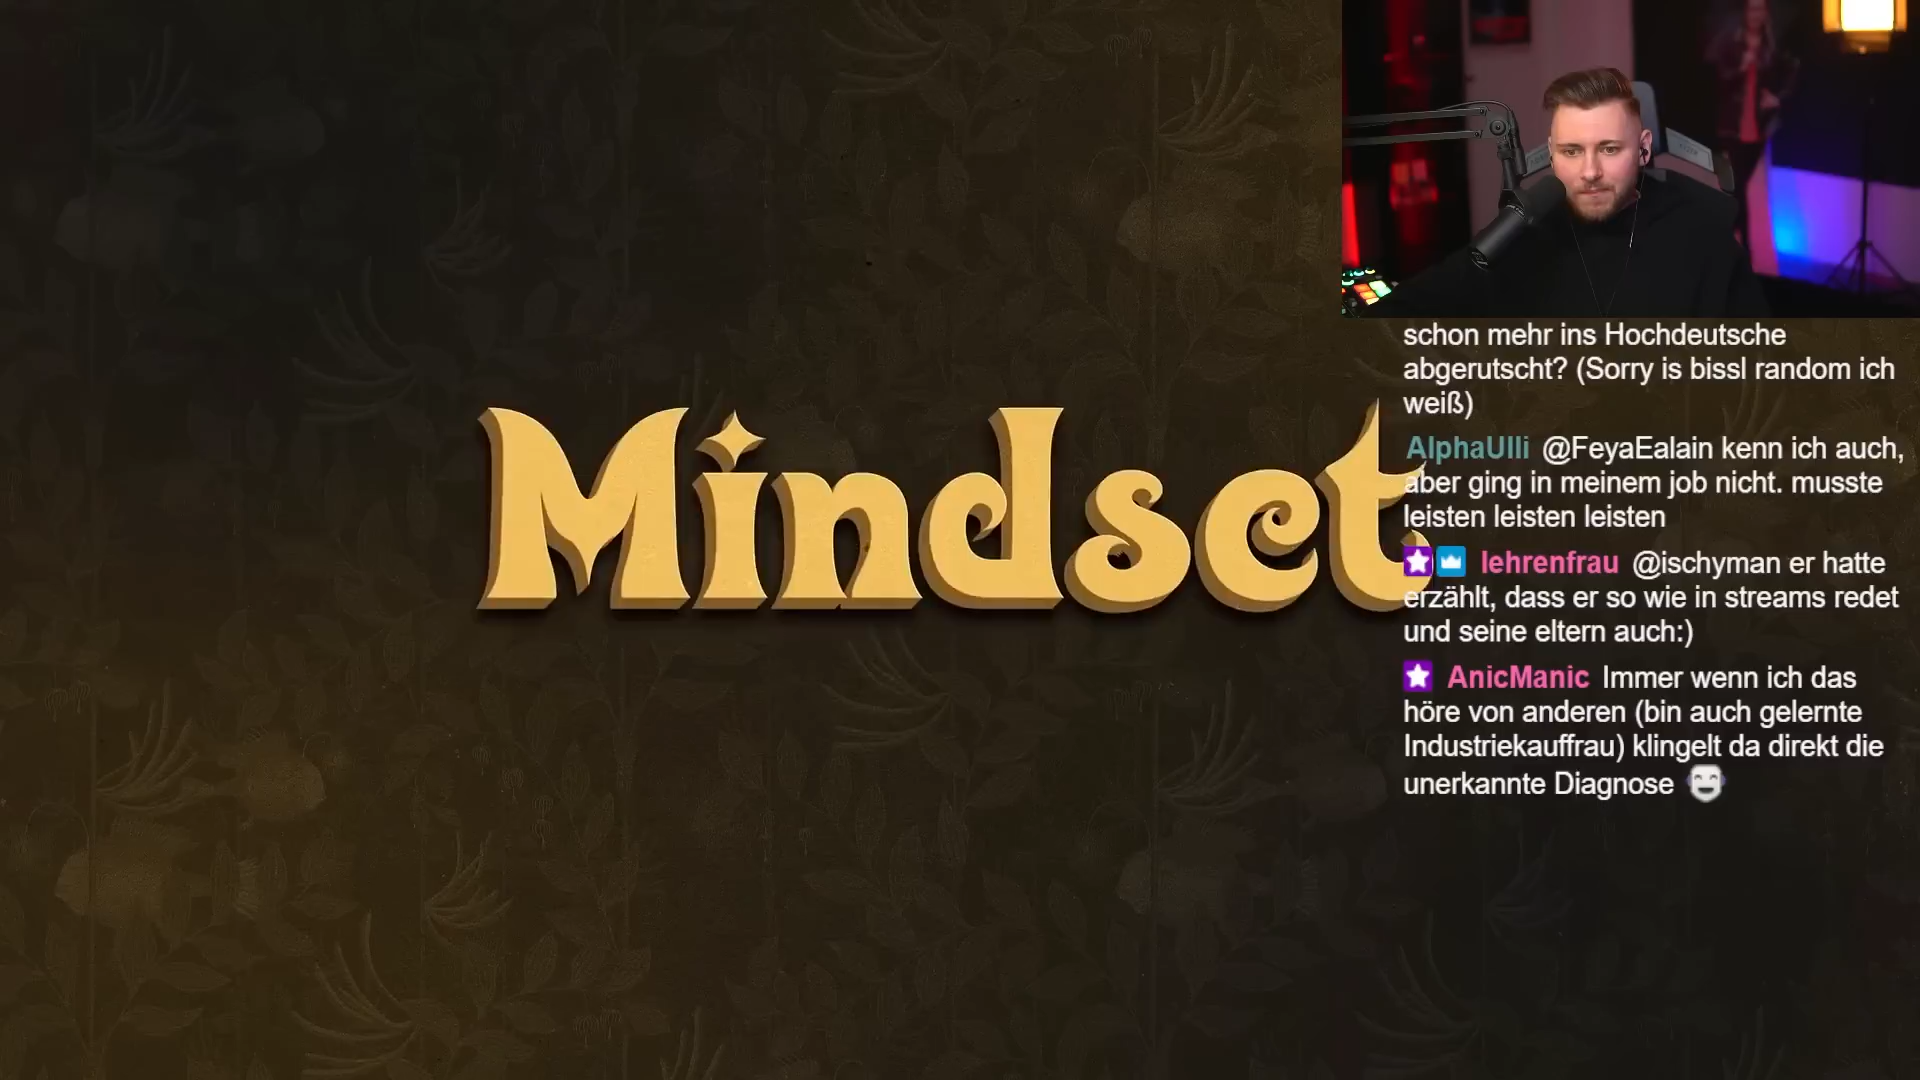 Mindset
schon mehr ins Hochdeutsche
abgerutscht? (Sorry is bissl random ich
weiß)
AlphaUlli @FeyaEalain kenn ich auch,
aber ging in meinem job nicht. musste
leisten leisten leisten
lehrenfrau @ischyman er hatte
erzählt, dass er so wie in streams redet
und seine eltern auch:)
AnicManic Immer wenn ich das
höre von anderen (bin auch gelernte
Industriekauffrau) klingelt da direkt die
unerkannte Diagnose